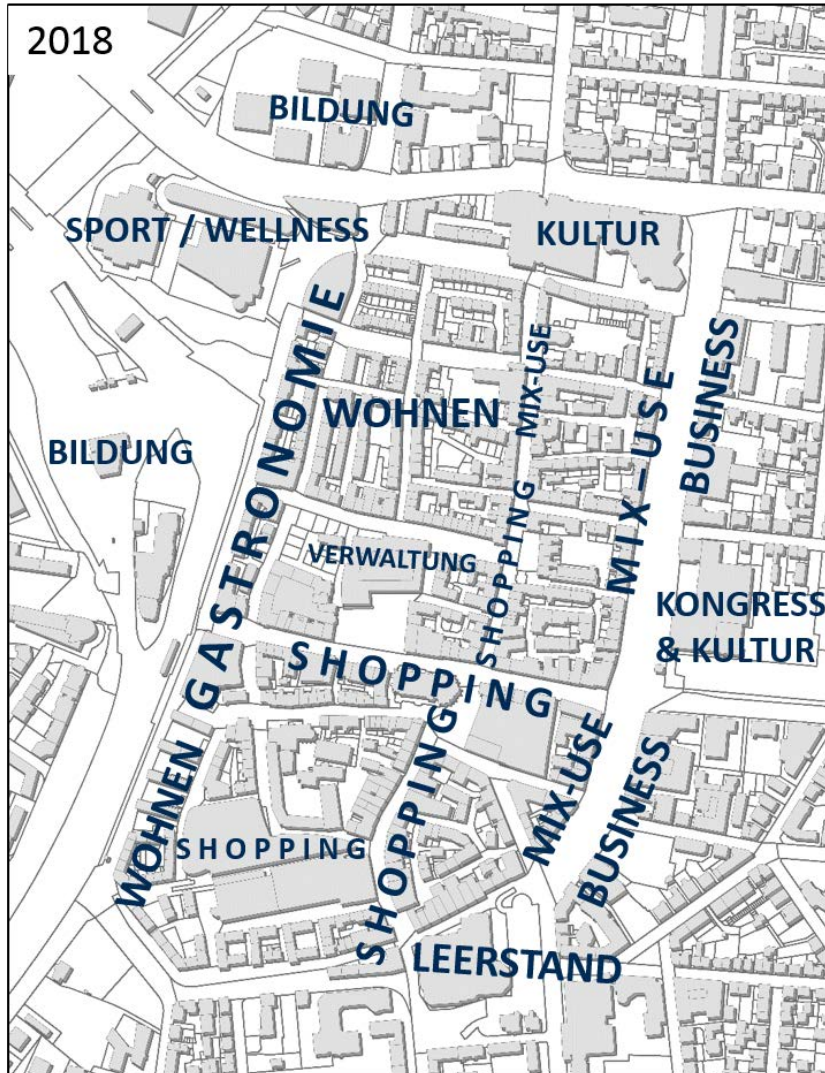 2018
BILDUNG
SPORT / WELLNESS
KULTUR
WOHNEN GASTRONOMIE
WOHNEN
SHOPPING MIX-USE
MIX – USE
BUSINESS
BILDUNG
VERWALTUNG
KONGRESS
& KULTUR
SHOPPING
SHOPPING
SHOPPING
MIX-USE
BUSINESS
LEERSTAND